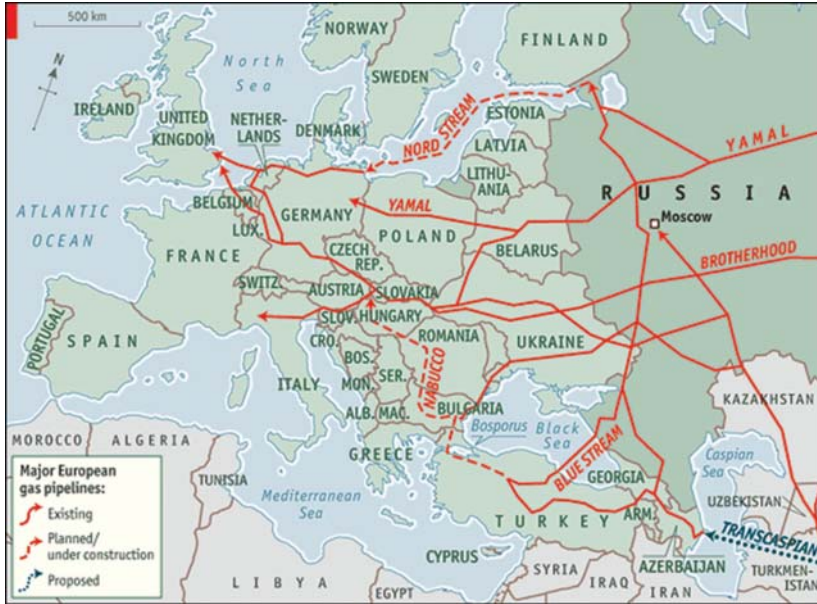 500 km
N
North
Sea
NORWAY
SWEDEN
FINLAND
IRELAND
UNITED
KINGDOM
NETHER-
LANDS
DENMARK
NORD STREAM
ESTONIA
LATVIA
LITHU-
ANIA
YAMAL
RUSSIA
Moscow
ATLANTIC
OCEAN
BELGIUM
LUX.
GERMANY
YAMAL
POLAND
BELARUS
BROTHERHOOD
FRANCE
CZECH
REP.
SWITZ.
AUSTRIA
SLOVAKIA
SLOV.
HUNGARY
UKRAINE
PORTUGAL
SPAIN
ITALY
CRO.
BOS.
MON.
SER.
ALB.
MAC.
ROMANIA
NABUCCO
BULGARIA
Bosporus
Black
Sea
BLUE STREAM
KAZAKHSTAN
Caspian
Sea
GREECE
GEORGIA
UZBEKISTAN
MOROCCO
ALGERIA
TUNISIA
Mediterranean
Sea
TURKEY
ARM.
TRANSCASPIAN
CYPRUS
SYRIA
IRAQ
IRAN
AZERBAIJAN
TURKMEN-
ISTAN
LIBYA
EGYPT
Major European
gas pipelines:
Existing
Planned/
under construction
Proposed